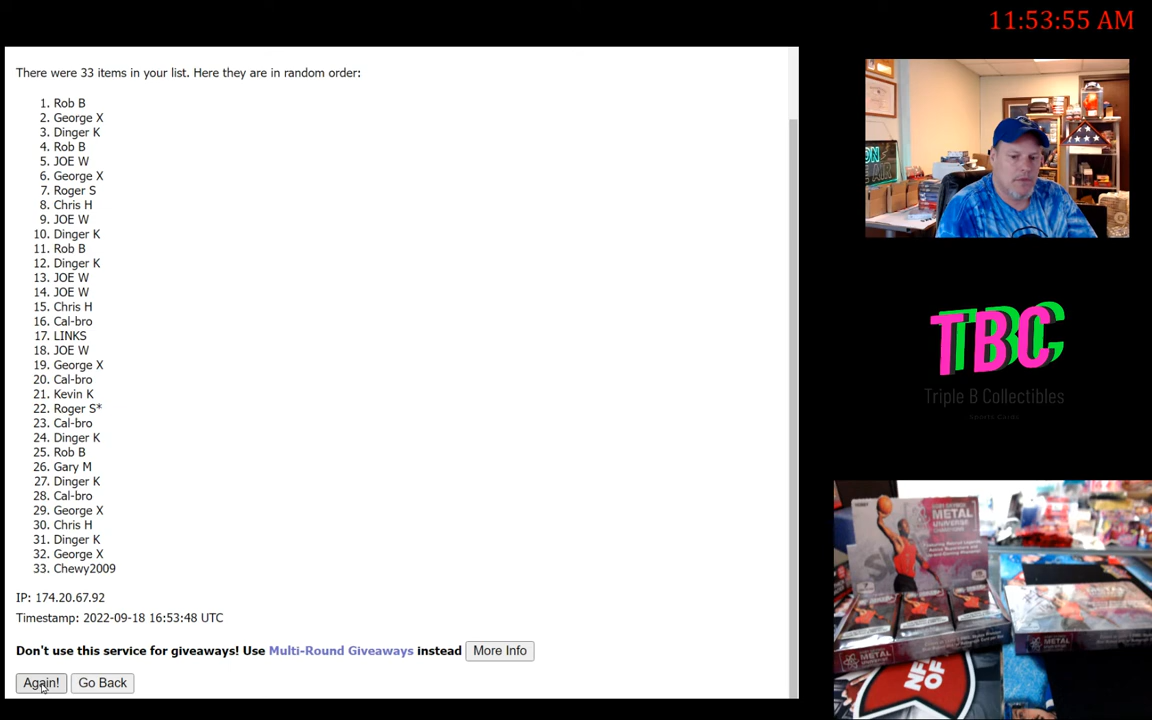 11:53:55 AM
There were 33 items in your list. Here they are in random order:
1. Rob B
2. George X
3. Dinger K
4. Rob B
5. JOE W
6. George X
7. Roger S
8. Chris H
9. JOE W
10. Dinger K
11. Rob B
12. Dinger K
13. JOE W
14. JOE W
15. Chris H
16. Cal-bro
17. LINKS
18. JOE W
19. George X
20. Cal-bro
21. Kevin K
22. Roger S*
23. Cal-bro
24. Dinger K
25. Rob B
26. Gary M
27. Dinger K
28. Cal-bro
29. George X
30. Chris H
31. Dinger K
32. George X
33. Chewy2009
IP: 174.20.67.92
Timestamp: 2022-09-18 16:53:48 UTC
Don't use this service for giveaways! Use Multi-Round Giveaways instead More Info
Again! Go Back
ON
AIR
TBC
Triple B Collectibles
Sports Cards
METAL
UNIVERSE
METAL